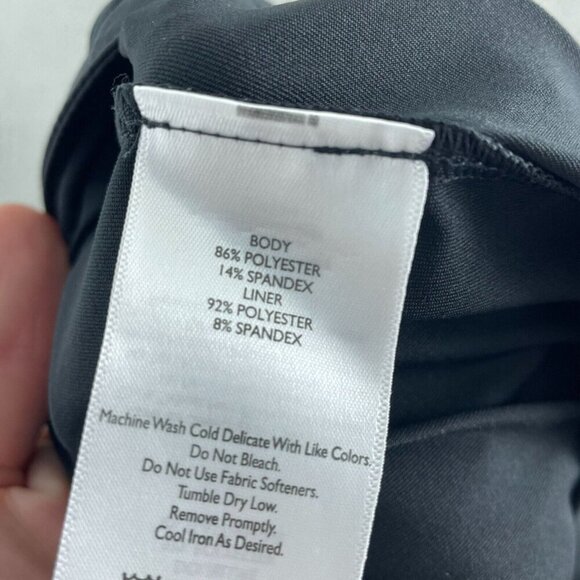 BODY
86% POLYESTER
14% SPANDEX
LINER
92% POLYESTER
8% SPANDEX
Machine Wash Cold Delicate With Like Colors.
Do Not Bleach.
Do Not Use Fabric Softeners.
Tumble Dry Low.
Remove Promptly.
Cool Iron As Desired.